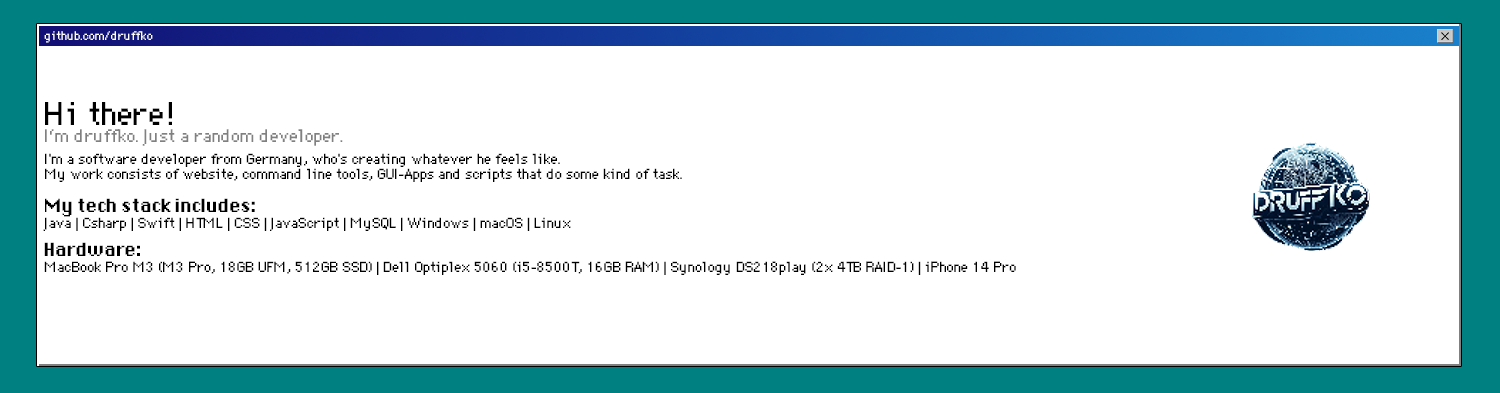 github.com/druffko
Hi there!
I'm druffko. Just a random developer.
I'm a software developer from Germany, who's creating whatever he feels like.
My work consists of website, command line tools, GUI-Apps and scripts that do some kind of task.
DRUFFKO
My tech stack includes:
Java | Csharp | Swift | HTML | CSS | JavaScript | MySQL | Windows | macOS | Linux
Hardware:
MacBook Pro M3 (M3 Pro, 18GB UFM, 512GB SSD) | Dell Optiplex 5060 (i5-8500T, 16GB RAM) | Synology DS218play (2x 4TB RAID-1) | iPhone 14 Pro